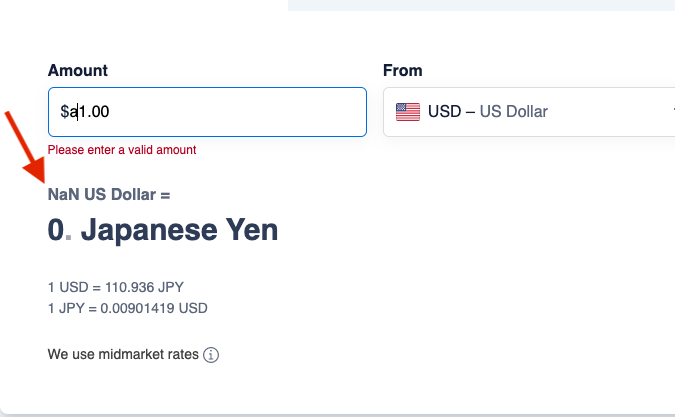 Amount
From
$a1.00
USD – US Dollar
Please enter a valid amount
NaN US Dollar =
0. Japanese Yen
1 USD = 110.936 JPY
1 JPY = 0.00901419 USD
We use midmarket rates